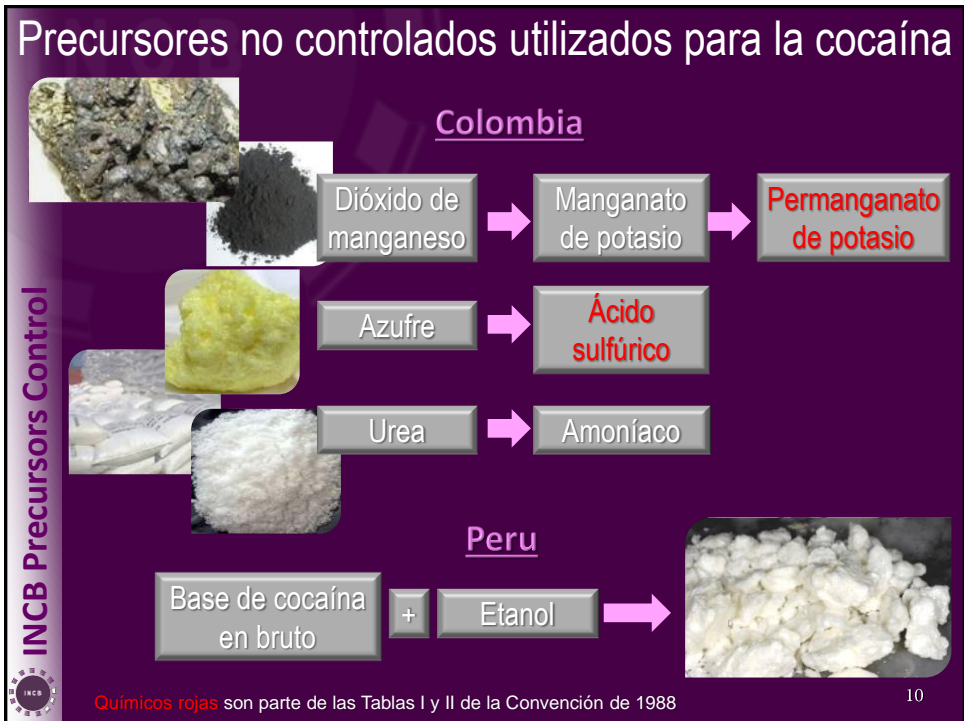 Precursores no controlados utilizados para la cocaína
Colombia
Dióxido de
manganeso
Manganato
de potasio
Permanganato
de potasio
Azufre
Ácido
sulfúrico
Urea
Amoníaco
Peru
Base de cocaína
en bruto
+
Etanol
INCB Precursors Control
INCB
Químicos rojas son parte de las Tablas I y II de la Convención de 1988
10